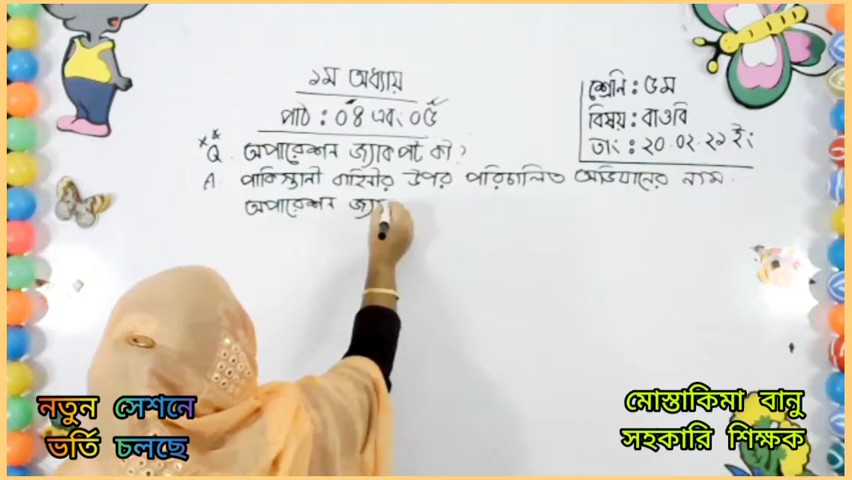 ১ম অধ্যায়
পাঠ : ০৪ এবং ০৫
শ্রেণি : ৫ম
বিষয় : বাওবি
তাং : ২০.০২.২১ ইং
Q. অপারেশন জ্যাকপট কী ?
A. পাকিস্তানী বাহিনীর উপর পরিচালিত অভিযানের নাম
অপারেশন জ্যা
নতুন সেশনে
ভর্তি চলছে
মোস্তাকিমা বানু
সহকারি শিক্ষক